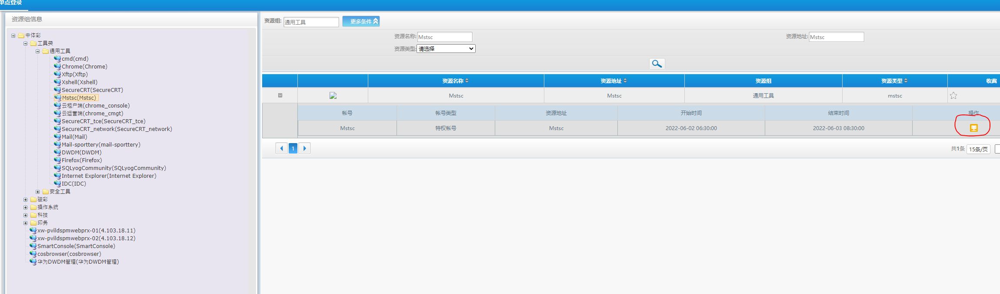 单点登录
资源组信息
中体彩
工具类
通用工具
cmd(cmd)
Chrome(Chrome)
Xftp(Xftp)
Xshell(Xshell)
SecureCRT(SecureCRT)
Mstsc(Mstsc)
云租户端(chrome_console)
云运营端(chrome_cmgt)
SecureCRT_tce(SecureCRT_tce)
SecureCRT_network(SecureCRT_network)
Mail(Mail)
Mail-sporttery(mail-sporttery)
DWDM(DWDM)
Firefox(Firefox)
SQLyogCommunity(SQLyogCommunity)
Internet Explorer(Internet Explorer)
IDC(IDC)
安全工具
骏彩
操作系统
科技
印务
xw-pvildspmwebprx-01(4.103.18.11)
xw-pvildspmwebprx-02(4.103.18.12)
SmartConsole(SmartConsole)
cosbrowser(cosbrowser)
华为DWDM管理(华为DWDM管理)
资源组: 通用工具 更多条件
资源名称: Mstsc 资源地址: Mstsc
资源类型: 请选择
资源名称 资源地址 资源组 资源类型 收藏
Mstsc Mstsc 通用工具 mstsc
帐号 帐号类型 资源地址 开始时间 结束时间 操作
Mstsc 特权帐号 Mstsc 2022-06-02 06:30:00 2022-06-03 08:30:00
1 共1条 15条/页